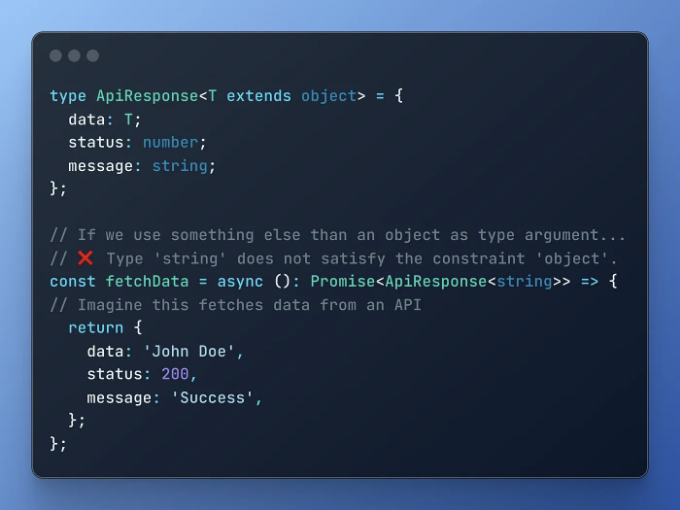 type ApiResponse<T extends object> = {
  data: T;
  status: number;
  message: string;
};

// If we use something else than an object as type argument...
// ❌ Type 'string' does not satisfy the constraint 'object'.
const fetchData = async (): Promise<ApiResponse<string>> => {
// Imagine this fetches data from an API
  return {
    data: 'John Doe',
    status: 200,
    message: 'Success',
  };
};